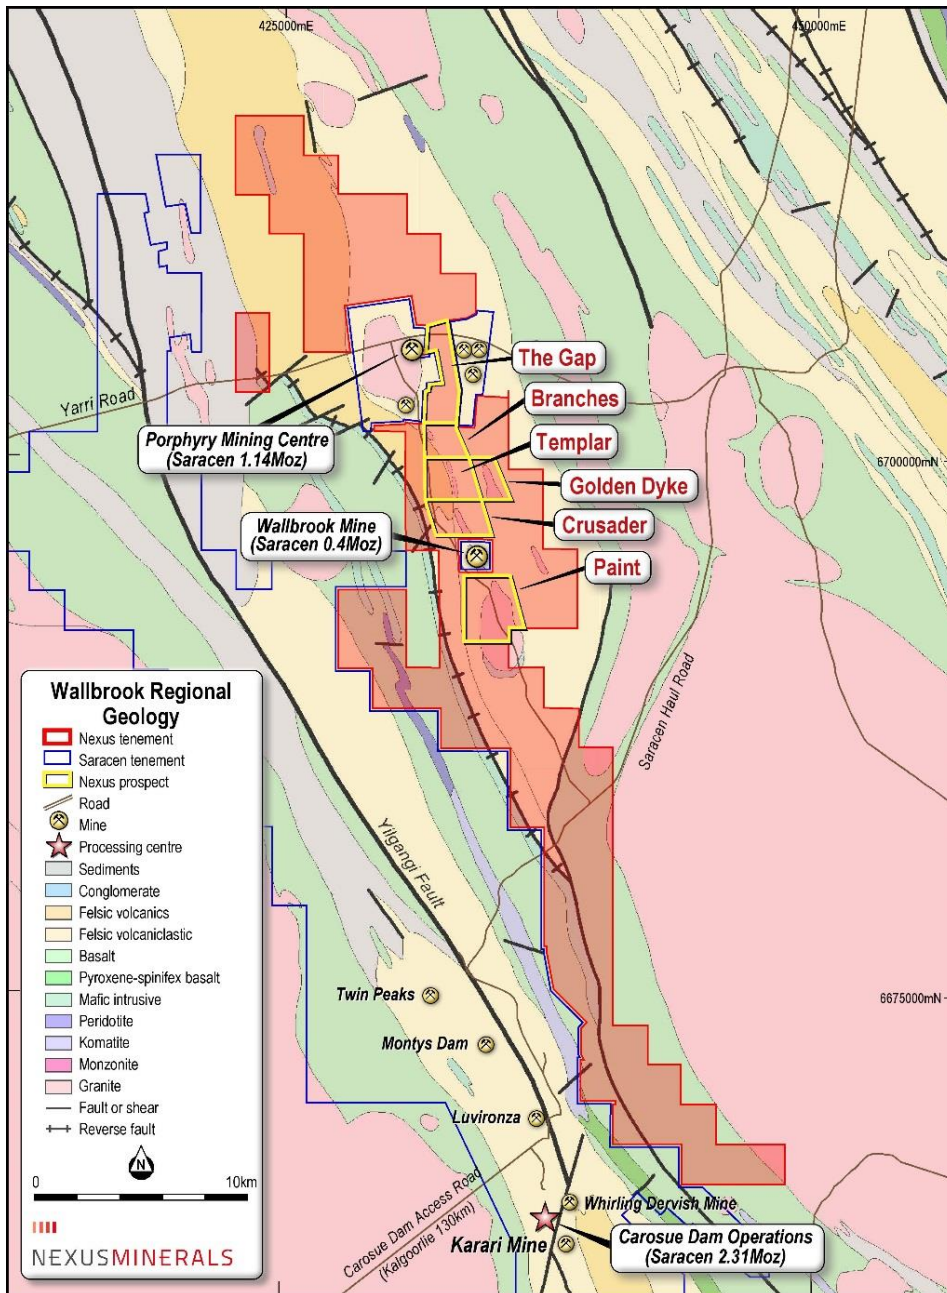 425000mE
450000mE
The Gap
Branches
Yarri Road
Porphyry Mining Centre
(Saracen 1.14Moz)
Templar
6700000mN
Golden Dyke
Wallbrook Mine
(Saracen 0.4Moz)
Crusader
Paint
Saracen Haul Road
Wallbrook Regional
Geology
Nexus tenement
Saracen tenement
Nexus prospect
Road
Mine
Processing centre
Sediments
Conglomerate
Felsic volcanics
Felsic volcaniclastic
Basalt
Pyroxene-spinifex basalt
Mafic intrusive
Peridotite
Komatite
Monzonite
Granite
Fault or shear
Reverse fault
N
0
10km
NEXUSMINERALS
Yilgangi Fault
Twin Peaks
6675000mN
Montys Dam
Luvironza
Carosue Dam Access Road
(Kalgoorlie 130km)
Whirling Dervish Mine
Karari Mine
Carosue Dam Operations
(Saracen 2.31Moz)